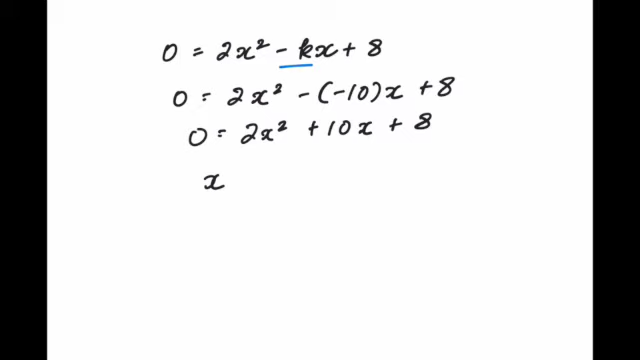 0 = 2x² - kx + 8
0 = 2x² - (-10)x + 8
0 = 2x² + 10x + 8
x